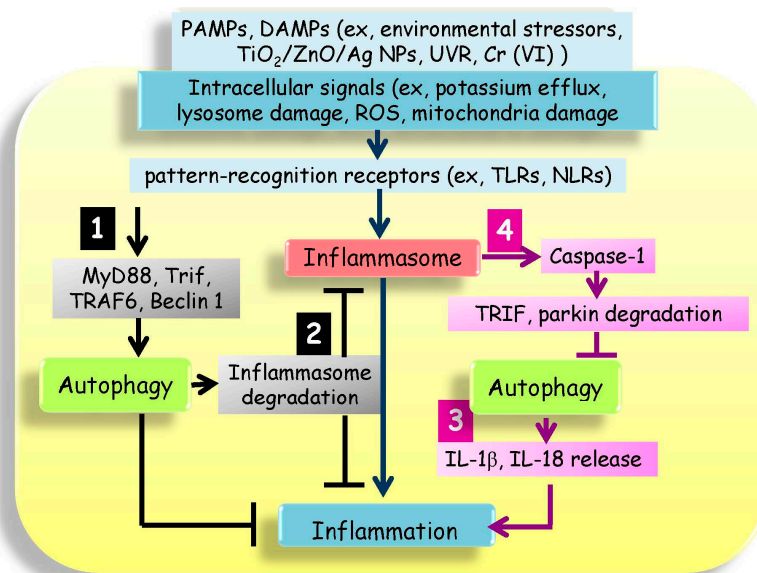 PAMPs, DAMPs (ex, environmental stressors,
TiO₂/ZnO/Ag NPs, UVR, Cr (VI) )
Intracellular signals (ex, potassium efflux,
lysosome damage, ROS, mitochondria damage
pattern-recognition receptors (ex, TLRs, NLRs)
1
MyD88, Trif,
TRAF6, Beclin 1
Autophagy
Inflammasome
2
Inflammasome
degradation
4
Caspase-1
TRIF, parkin degradation
Autophagy
3
IL-1β, IL-18 release
Inflammation